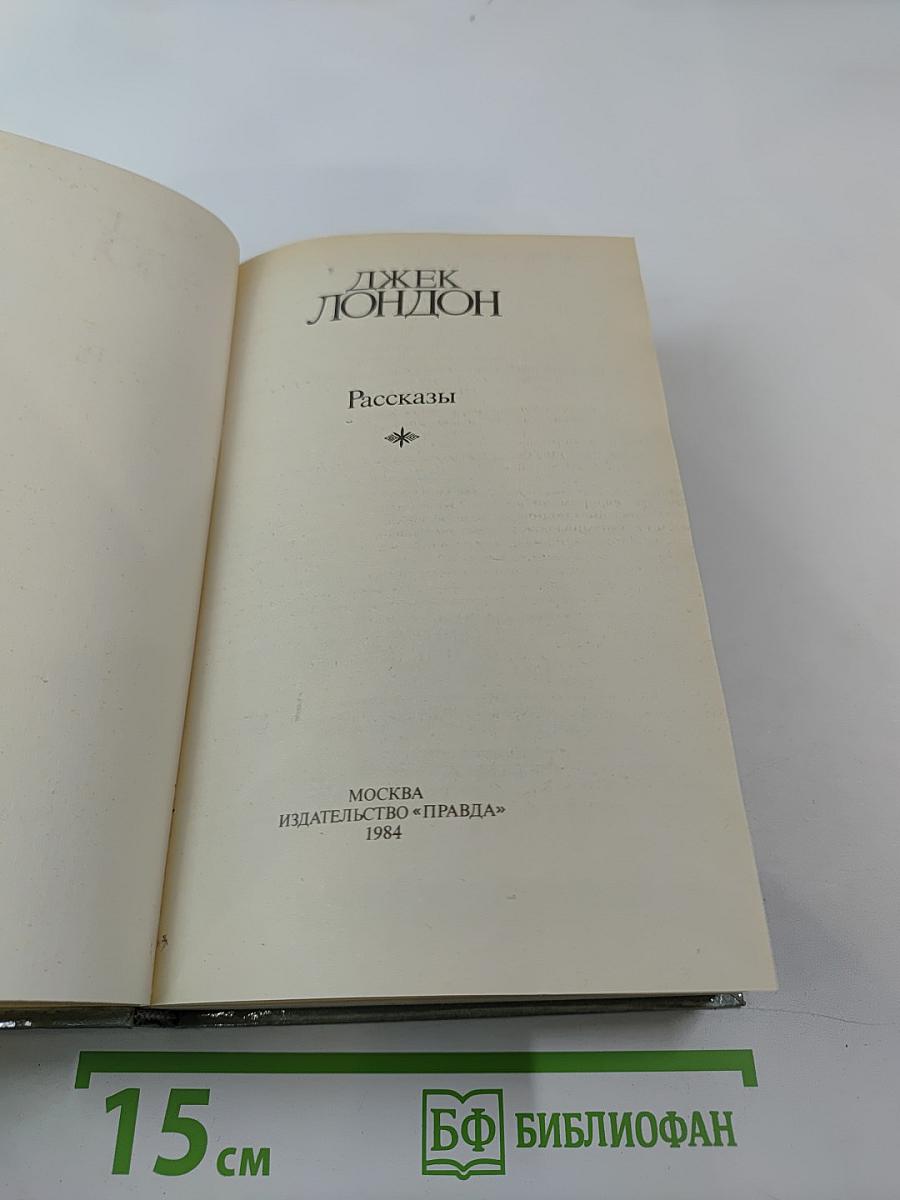 ДЖЕК
ЛОНДОН
Рассказы
МОСКВА
ИЗДАТЕЛЬСТВО «ПРАВДА»
1984
15 см
БФ БИБЛИОФАН